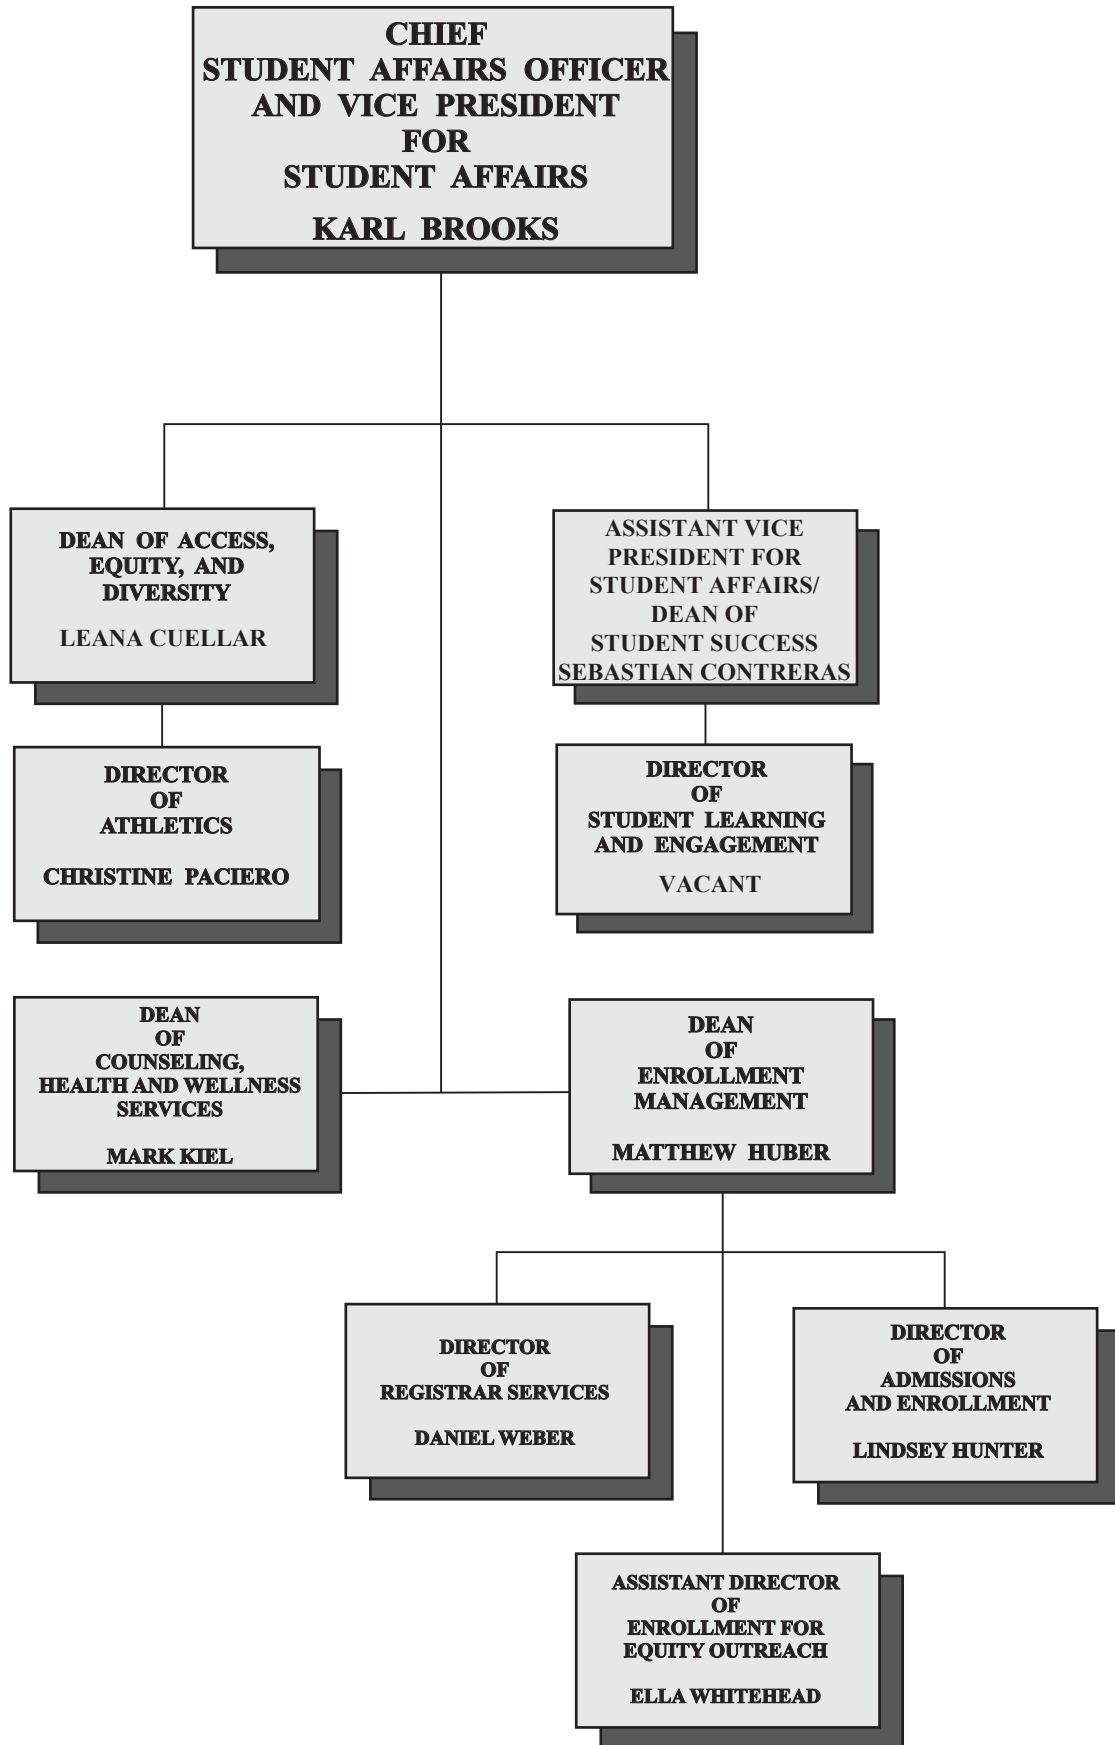 CHIEF
STUDENT AFFAIRS OFFICER
AND VICE PRESIDENT
FOR
STUDENT AFFAIRS
KARL BROOKS
DEAN OF ACCESS,
EQUITY, AND
DIVERSITY
LEANA CUELLAR
ASSISTANT VICE
PRESIDENT FOR
STUDENT AFFAIRS/
DEAN OF
STUDENT SUCCESS
SEBASTIAN CONTRERAS
DIRECTOR
OF
ATHLETICS
CHRISTINE PACIERO
DIRECTOR
OF
STUDENT LEARNING
AND ENGAGEMENT
VACANT
DEAN
OF
COUNSELING,
HEALTH AND WELLNESS
SERVICES
MARK KIEL
DEAN
OF
ENROLLMENT
MANAGEMENT
MATTHEW HUBER
DIRECTOR
OF
REGISTRAR SERVICES
DANIEL WEBER
DIRECTOR
OF
ADMISSIONS
AND ENROLLMENT
LINDSEY HUNTER
ASSISTANT DIRECTOR
OF
ENROLLMENT FOR
EQUITY OUTREACH
ELLA WHITEHEAD